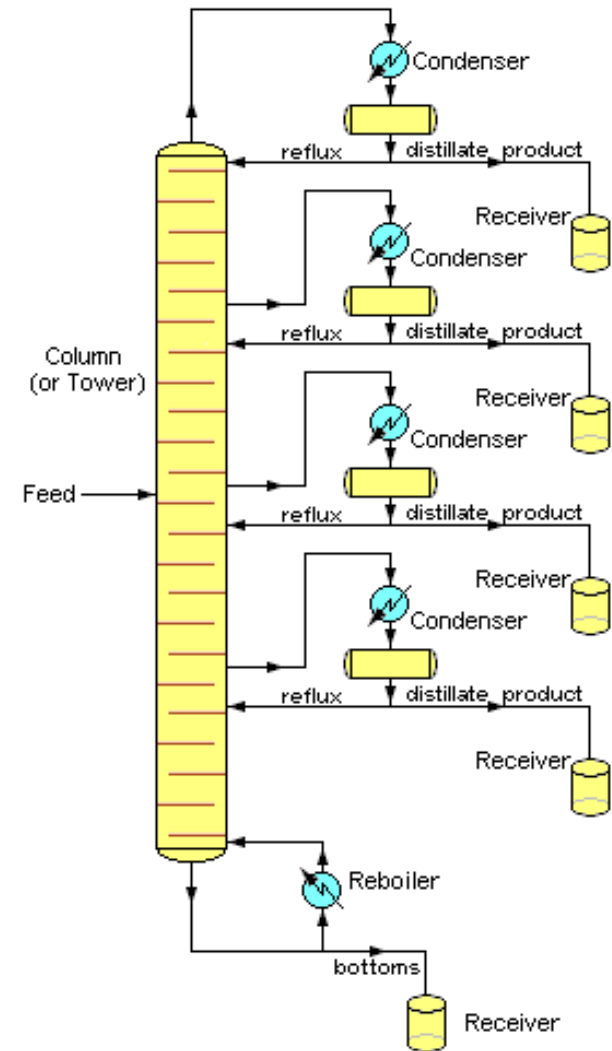 Condenser
reflux
distillate product
Receiver
Condenser
Column
(or Tower)
reflux
distillate product
Receiver
Condenser
Feed
reflux
distillate product
Receiver
Condenser
reflux
distillate product
Receiver
Reboiler
bottoms
Receiver